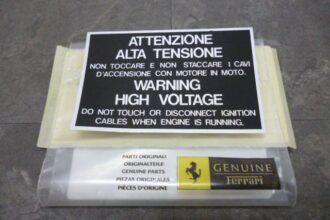 ATTENZIONE
ALTA TENSIONE
NON TOCCARE E NON STACCARE I CAVI
D'ACCENSIONE CON MOTORE IN MOTO.
WARNING
HIGH VOLTAGE
DO NOT TOUCH OR DISCONNECT IGNITION
CABLES WHEN ENGINE IS RUNNING.
PARTI ORIGINALI
ORIGINALTEILE
GENUINE PARTS
PIEZAS ORIGINALES
PIÈCES D'ORIGINE
GENUINE
Ferrari